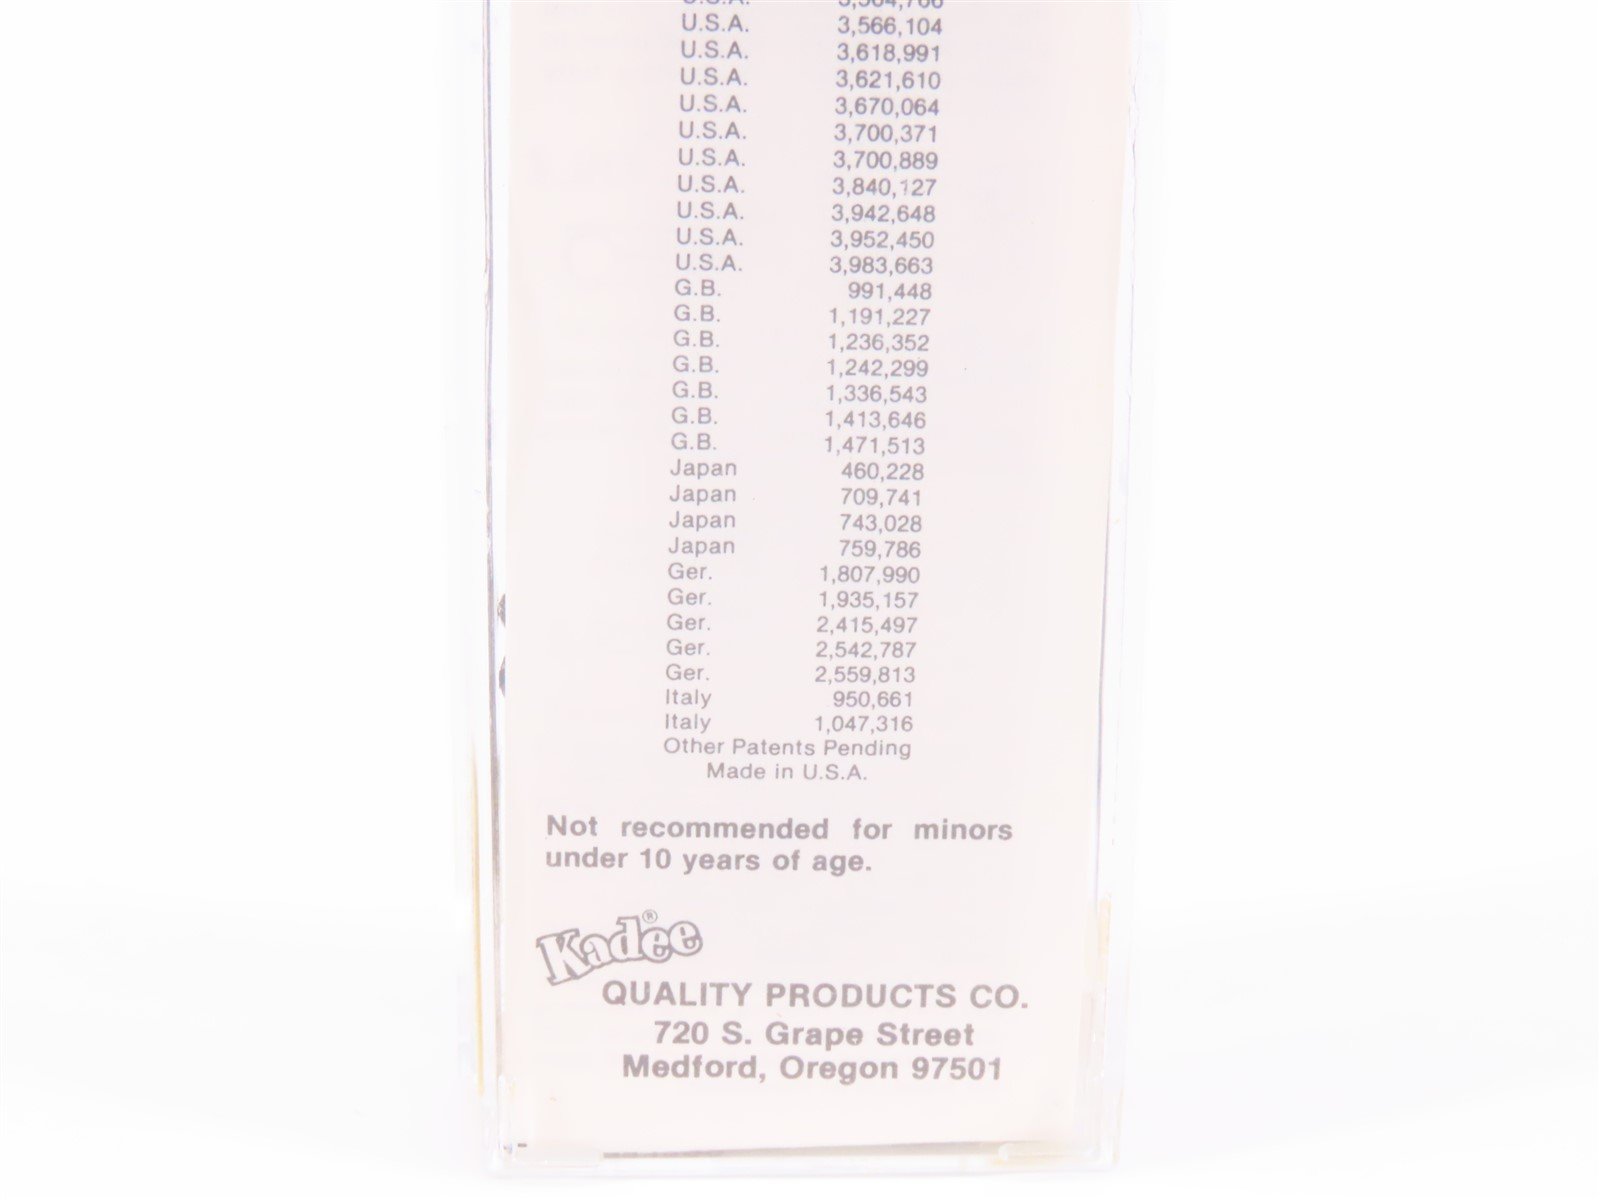 U.S.A. 3,564,766
U.S.A. 3,566,104
U.S.A. 3,618,991
U.S.A. 3,621,610
U.S.A. 3,670,064
U.S.A. 3,700,371
U.S.A. 3,700,889
U.S.A. 3,840,127
U.S.A. 3,942,648
U.S.A. 3,952,450
U.S.A. 3,983,663
G.B. 991,448
G.B. 1,191,227
G.B. 1,236,352
G.B. 1,242,299
G.B. 1,336,543
G.B. 1,413,646
G.B. 1,471,513
Japan 460,228
Japan 709,741
Japan 743,028
Japan 759,786
Ger. 1,807,990
Ger. 1,935,157
Ger. 2,415,497
Ger. 2,542,787
Ger. 2,559,813
Italy 950,661
Italy 1,047,316
Other Patents Pending
Made in U.S.A.
Not recommended for minors
under 10 years of age.
Kadee®
QUALITY PRODUCTS CO.
720 S. Grape Street
Medford, Oregon 97501